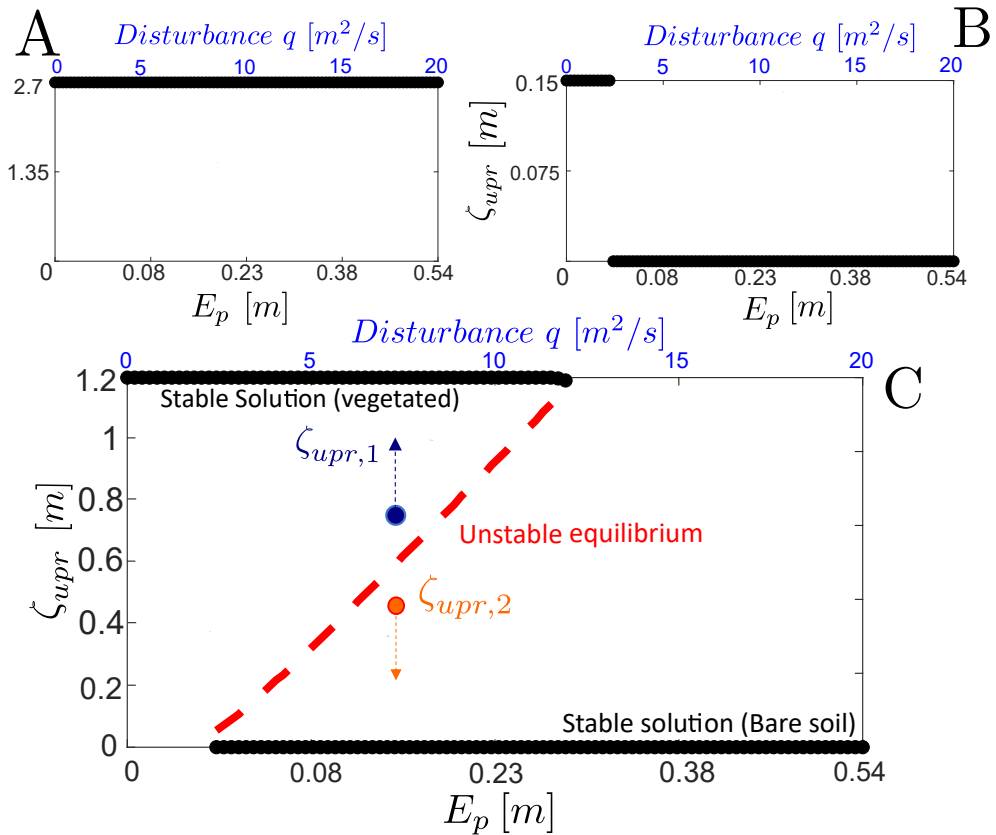 A
Disturbance q [m²/s]
0 5 10 15 20
2.7
1.35
0
0 0.08 0.23 0.38 0.54
E_p [m]
B
Disturbance q [m²/s]
0 5 10 15 20
0.15
0.075
ζ_upr [m]
0 0.08 0.23 0.38 0.54
E_p [m]
C
Disturbance q [m²/s]
0 5 10 15 20
1.2
1
0.8
0.6
0.4
0.2
0
ζ_upr [m]
Stable Solution (vegetated)
ζ_upr,1
Unstable equilibrium
ζ_upr,2
Stable solution (Bare soil)
0 0.08 0.23 0.38 0.54
E_p [m]